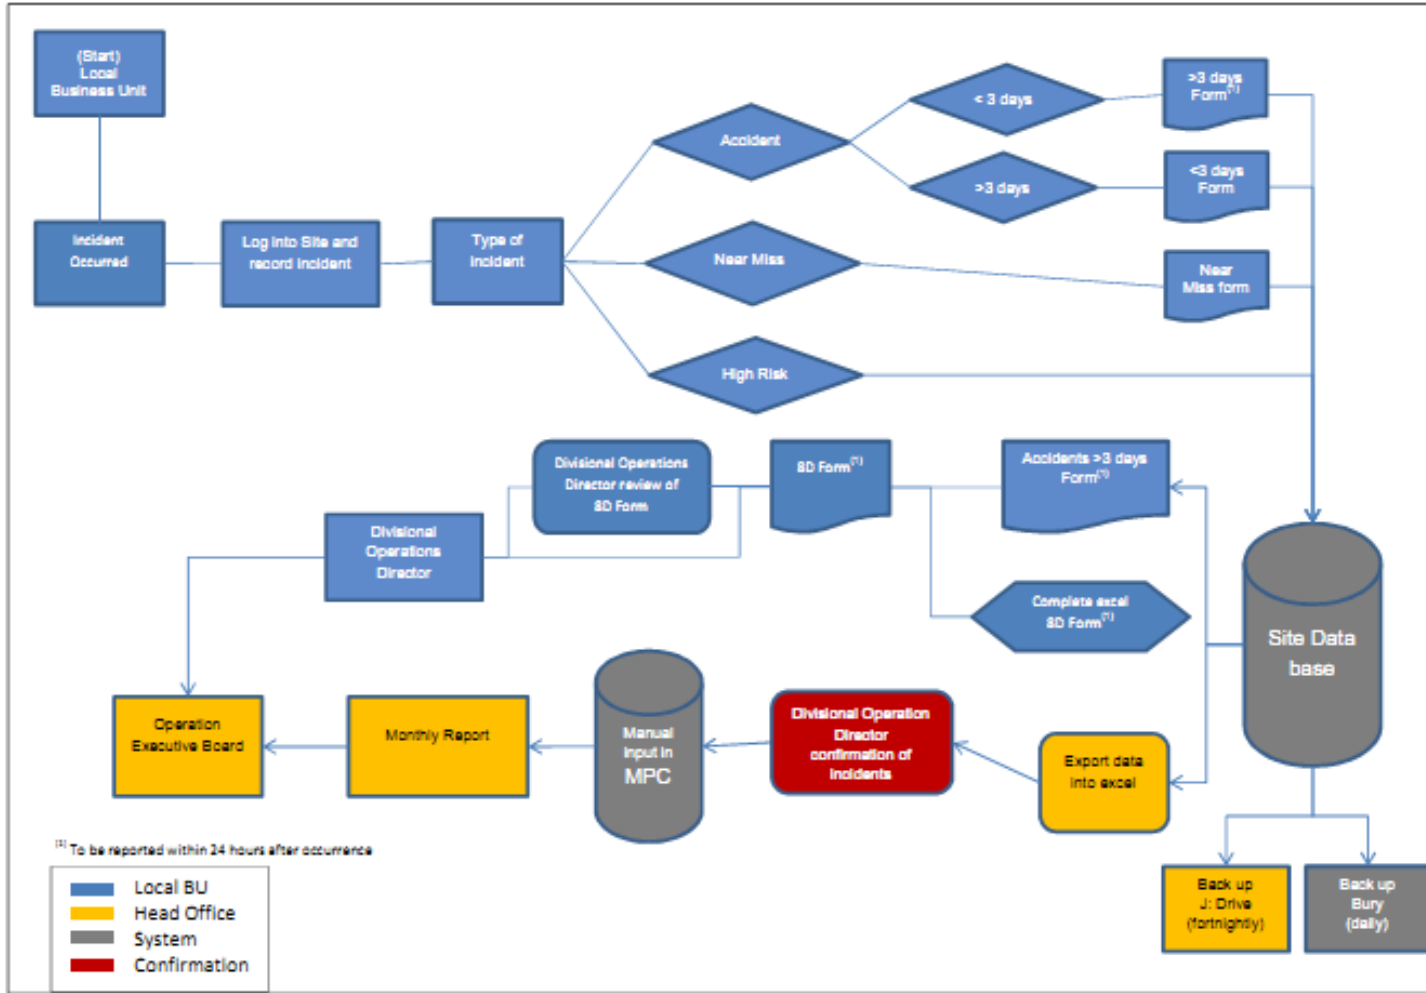 (Start)
Local
Business Unit
Incident
Occurred
Log into Site and
record incident
Type of
incident
Accident
< 3 days
>3 days
Form(1)
>3 days
<3 days
Form
Near Miss
Near
Miss form
High Risk
Divisional Operations
Director review of
8D Form
8D Form(1)
Accidents >3 days
Form(1)
Divisional
Operations
Director
Complete excel
8D Form(1)
Site Data
base
Operation
Executive Board
Monthly Report
Manual
input in
MPC
Divisional Operation
Director
confirmation of
incidents
Export data
into excel
(1) To be reported within 24 hours after occurrence
Local BU
Head Office
System
Confirmation
Back up
J: Drive
(fortnightly)
Back up
Bury
(daily)